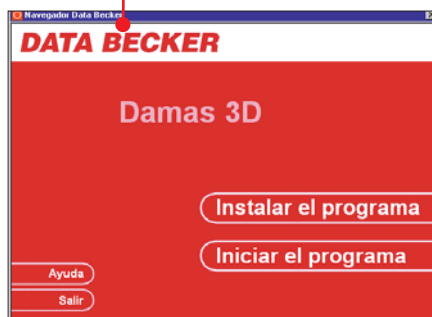 Navegador Data Becker
DATA BECKER
Damas 3D
Instalar el programa
Iniciar el programa
Ayuda
Salir